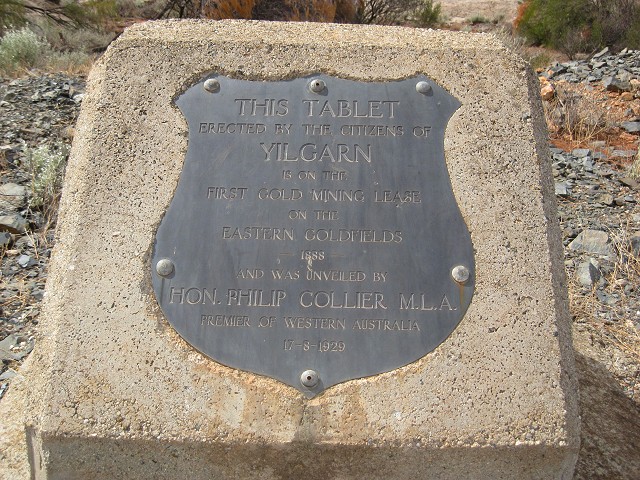 THIS TABLET
ERECTED BY THE CITIZENS OF
YILGARN
IS ON THE
FIRST GOLD MINING LEASE
ON THE
EASTERN GOLDFIELDS
1888
AND WAS UNVEILED BY
HON. PHILIP COLLIER M.L.A.
PREMIER OF WESTERN AUSTRALIA
17-8-1929